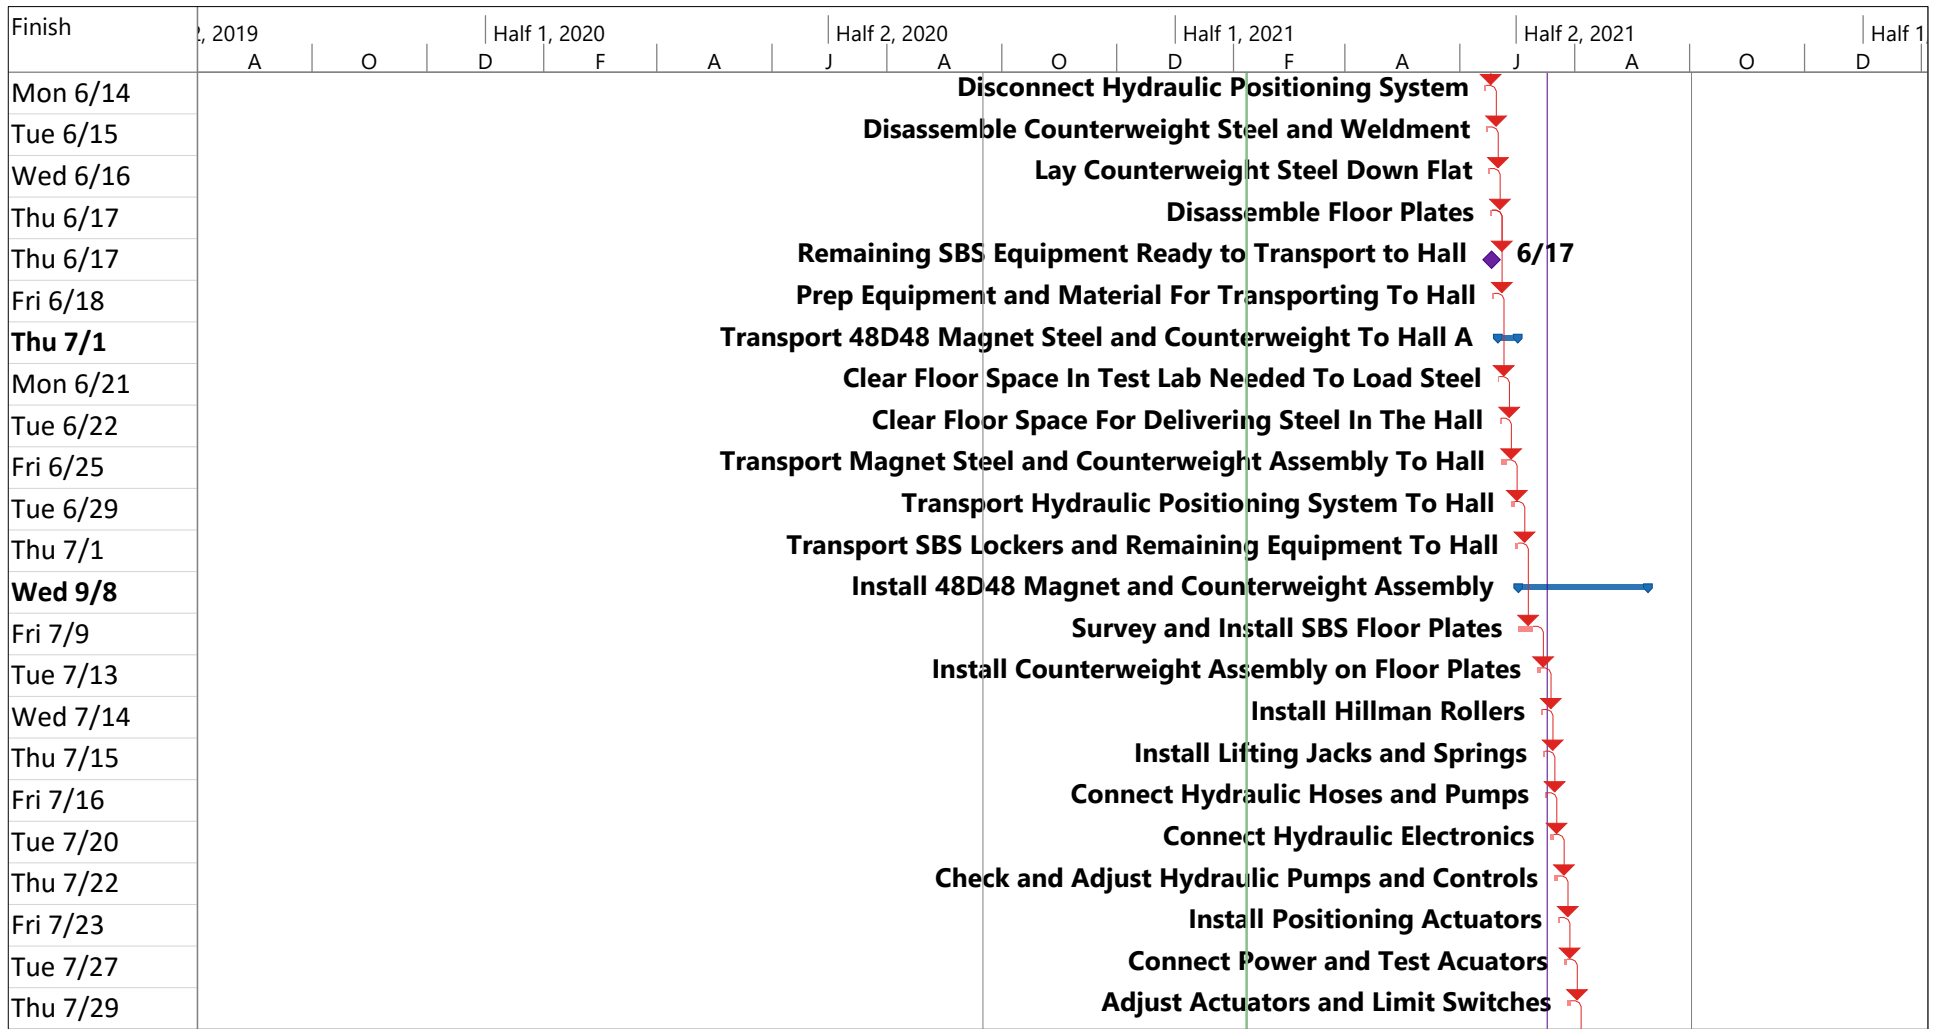 Finish
2, 2019 Half 1, 2020 Half 2, 2020 Half 1, 2021 Half 2, 2021 Half 1
A O D F A J A O D F A J A O D
Mon 6/14 Disconnect Hydraulic Positioning System
Tue 6/15 Disassemble Counterweight Steel and Weldment
Wed 6/16 Lay Counterweight Steel Down Flat
Thu 6/17 Disassemble Floor Plates
Thu 6/17 Remaining SBS Equipment Ready to Transport to Hall 6/17
Fri 6/18 Prep Equipment and Material For Transporting To Hall
Thu 7/1 Transport 48D48 Magnet Steel and Counterweight To Hall A
Mon 6/21 Clear Floor Space In Test Lab Needed To Load Steel
Tue 6/22 Clear Floor Space For Delivering Steel In The Hall
Fri 6/25 Transport Magnet Steel and Counterweight Assembly To Hall
Tue 6/29 Transport Hydraulic Positioning System To Hall
Thu 7/1 Transport SBS Lockers and Remaining Equipment To Hall
Wed 9/8 Install 48D48 Magnet and Counterweight Assembly
Fri 7/9 Survey and Install SBS Floor Plates
Tue 7/13 Install Counterweight Assembly on Floor Plates
Wed 7/14 Install Hillman Rollers
Thu 7/15 Install Lifting Jacks and Springs
Fri 7/16 Connect Hydraulic Hoses and Pumps
Tue 7/20 Connect Hydraulic Electronics
Thu 7/22 Check and Adjust Hydraulic Pumps and Controls
Fri 7/23 Install Positioning Actuators
Tue 7/27 Connect Power and Test Acuators
Thu 7/29 Adjust Actuators and Limit Switches